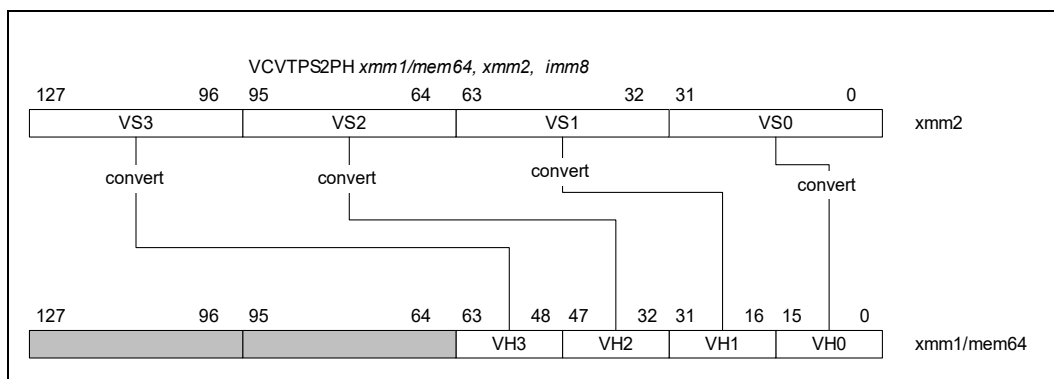 VCVTPS2PH xmm1/mem64, xmm2, imm8
127 96 95 64 63 32 31 0
VS3 VS2 VS1 VS0 xmm2
convert convert convert convert
127 96 95 64 63 48 47 32 31 16 15 0
VH3 VH2 VH1 VH0 xmm1/mem64